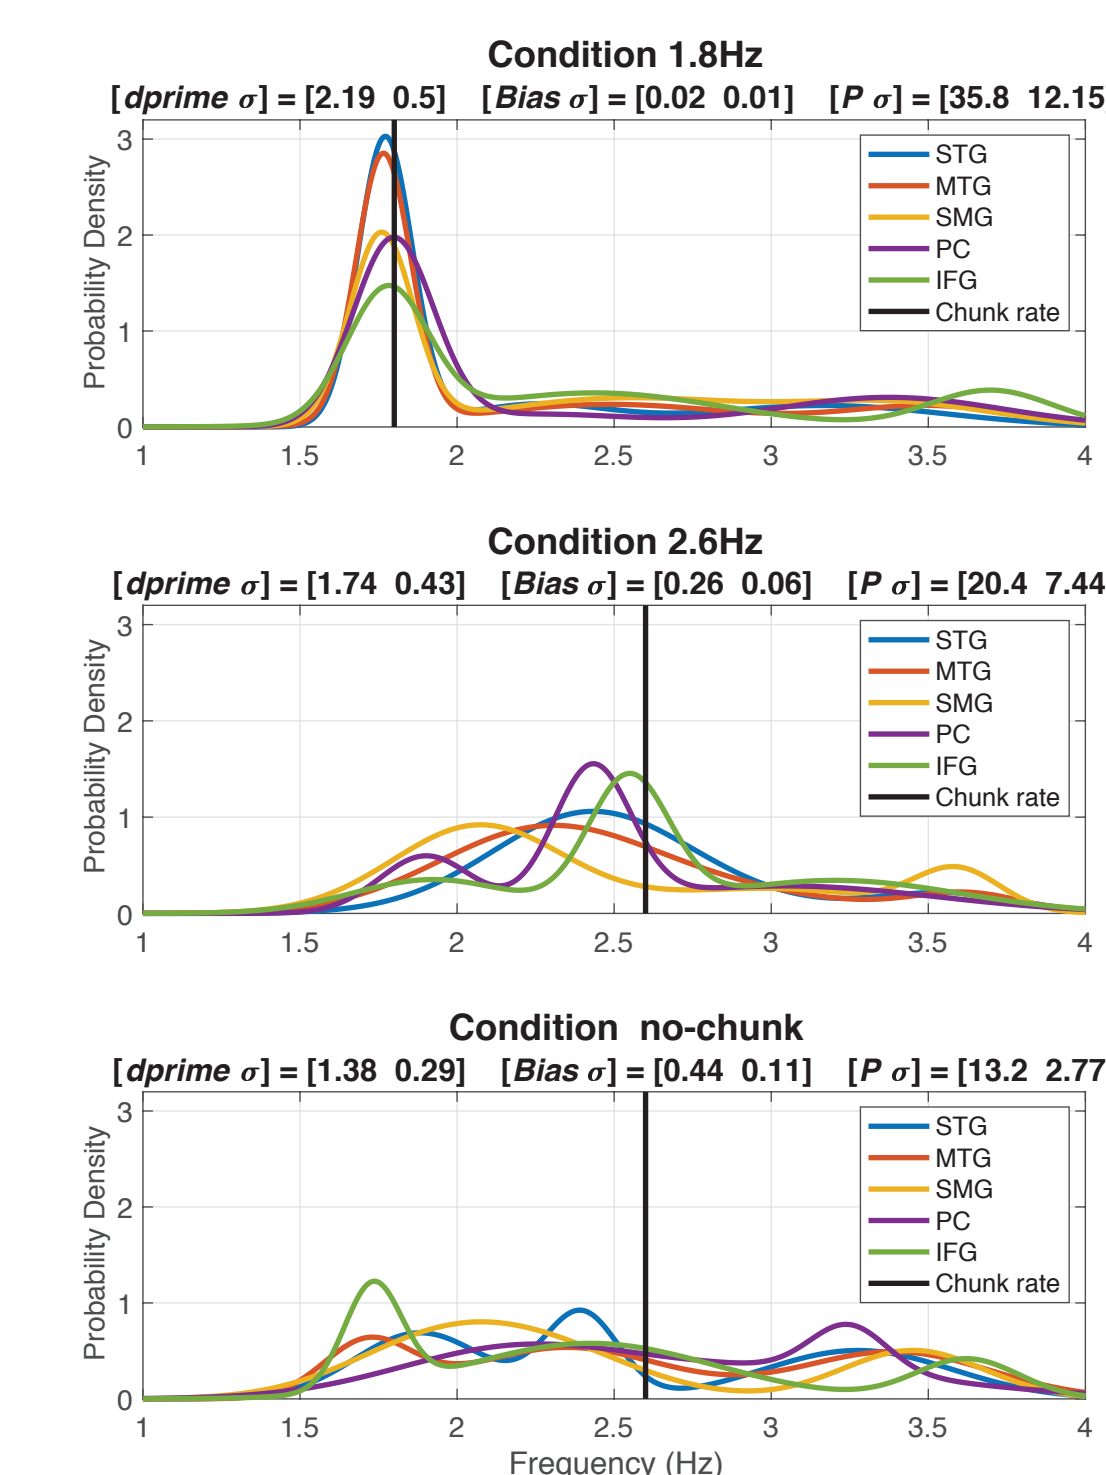 Condition 1.8Hz
[dprime σ] = [2.19 0.5] [Bias σ] = [0.02 0.01] [P σ] = [35.8 12.15
Probability Density
3
2
1
0
1 1.5 2 2.5 3 3.5 4
STG
MTG
SMG
PC
IFG
Chunk rate
Condition 2.6Hz
[dprime σ] = [1.74 0.43] [Bias σ] = [0.26 0.06] [P σ] = [20.4 7.44
Probability Density
3
2
1
0
1 1.5 2 2.5 3 3.5 4
STG
MTG
SMG
PC
IFG
Chunk rate
Condition no-chunk
[dprime σ] = [1.38 0.29] [Bias σ] = [0.44 0.11] [P σ] = [13.2 2.77
Probability Density
3
2
1
0
1 1.5 2 2.5 3 3.5 4
STG
MTG
SMG
PC
IFG
Chunk rate
Frequency (Hz)